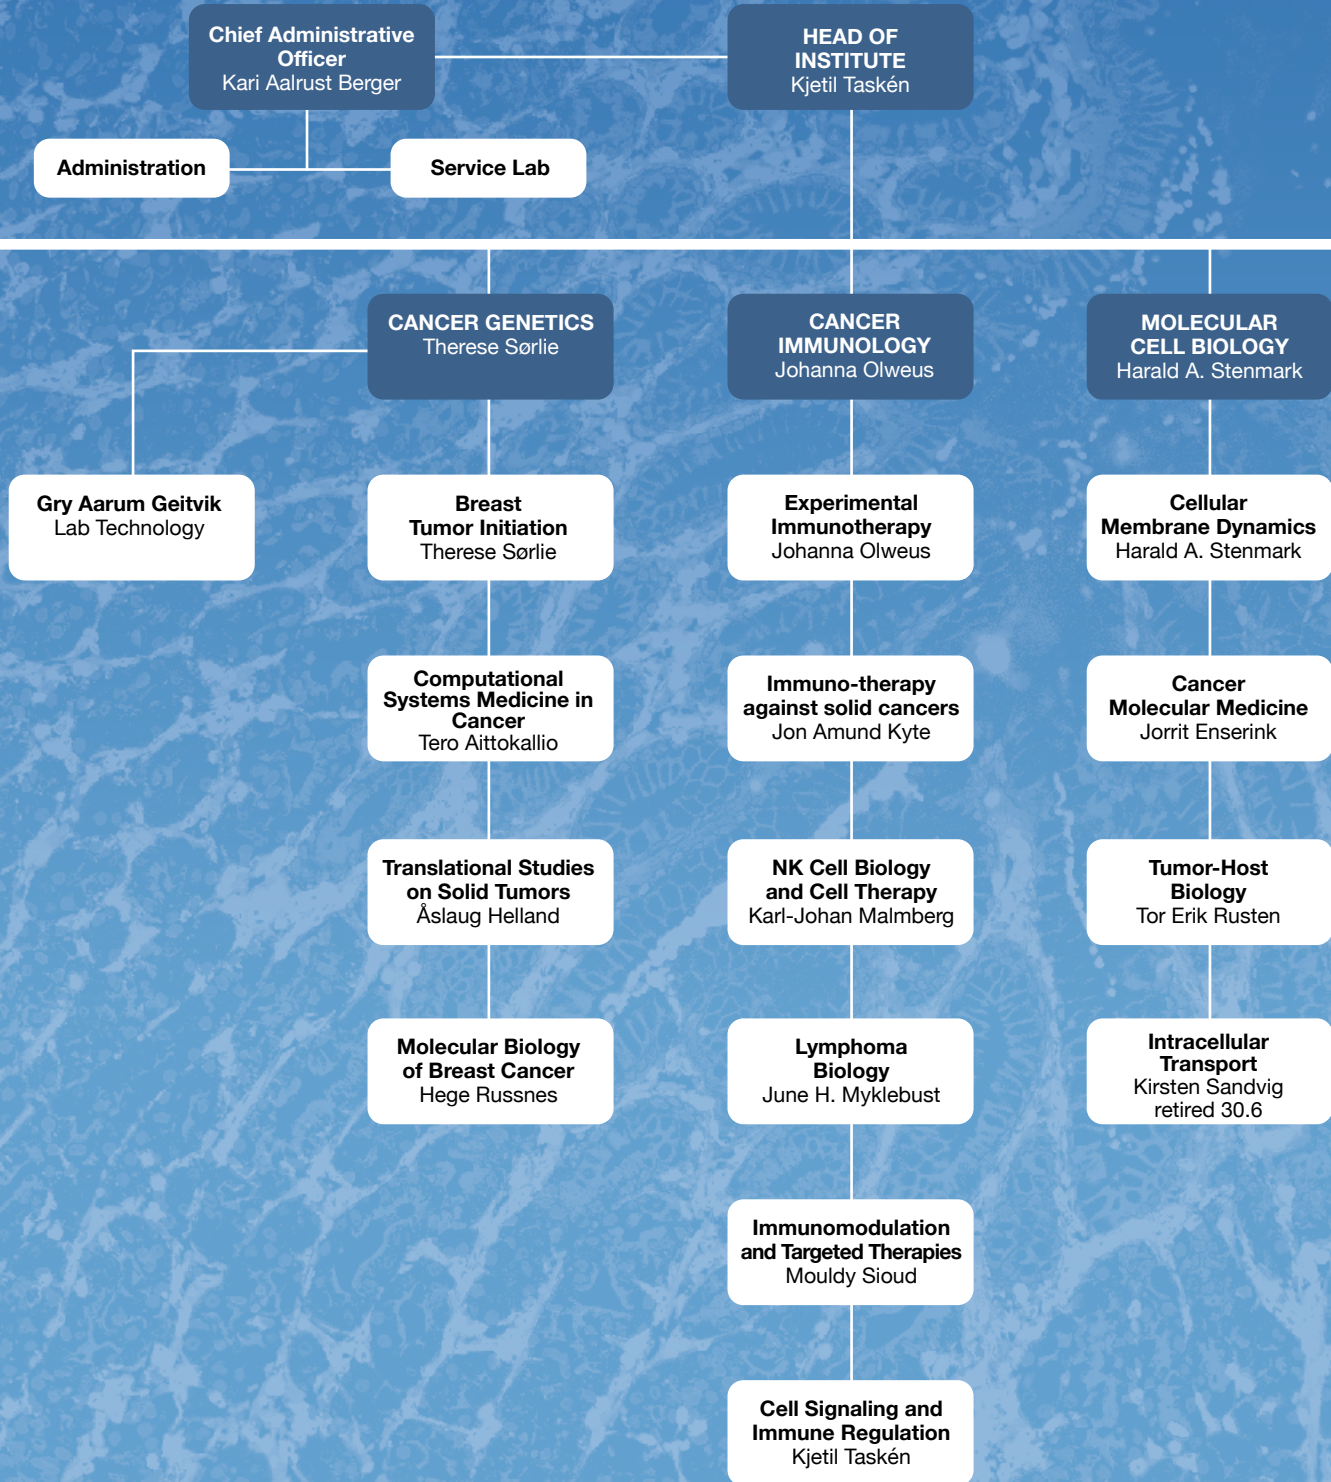 Chief Administrative
Officer
Kari Aalrust Berger
HEAD OF
INSTITUTE
Kjetil Taskén
Administration
Service Lab
CANCER GENETICS
Therese Sørlie
CANCER
IMMUNOLOGY
Johanna Olweus
MOLECULAR
CELL BIOLOGY
Harald A. Stenmark
Gry Aarum Geitvik
Lab Technology
Breast
Tumor Initiation
Therese Sørlie
Experimental
Immunotherapy
Johanna Olweus
Cellular
Membrane Dynamics
Harald A. Stenmark
Computational
Systems Medicine in
Cancer
Tero Aittokallio
Immuno-therapy
against solid cancers
Jon Amund Kyte
Cancer
Molecular Medicine
Jorrit Enserink
Translational Studies
on Solid Tumors
Åslaug Helland
NK Cell Biology
and Cell Therapy
Karl-Johan Malmberg
Tumor-Host
Biology
Tor Erik Rusten
Molecular Biology
of Breast Cancer
Hege Russnes
Lymphoma
Biology
June H. Myklebust
Intracellular
Transport
Kirsten Sandvig
retired 30.6
Immunomodulation
and Targeted Therapies
Mouldy Sioud
Cell Signaling and
Immune Regulation
Kjetil Taskén